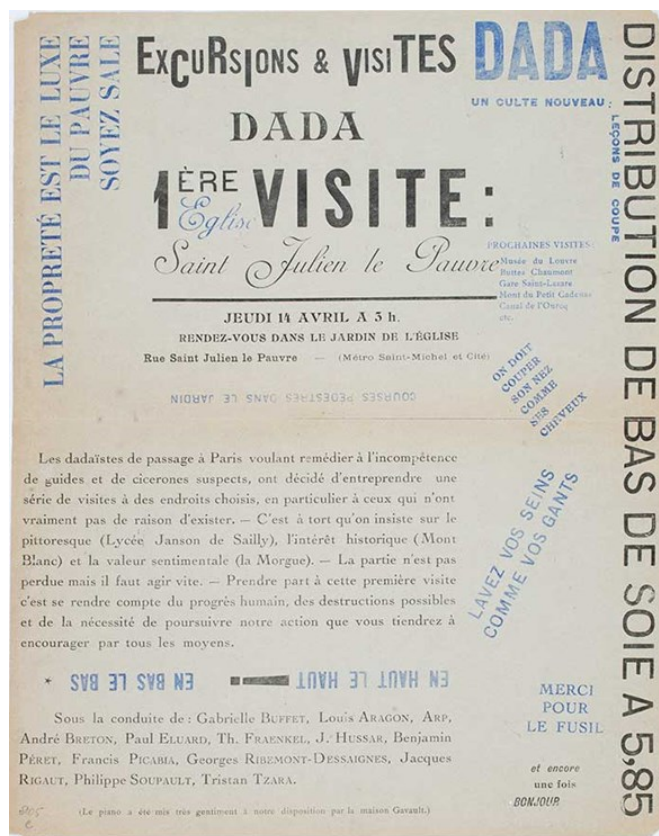 LA PROPRETÉ EST LE LUXE
DU PAUVRE
SOYEZ SALE
EXCURSIONS & VISITES
DADA
1ÈRE VISITE :
Eglise
Saint Julien le Pauvre
JEUDI 14 AVRIL A 3 h.
RENDEZ-VOUS DANS LE JARDIN DE L'ÉGLISE
Rue Saint Julien le Pauvre — (Métro Saint-Michel et Cité)
COURSES PEDESTRES DANS LE JARDIN
DADA
UN CULTE NOUVEAU :
LEÇONS DE COUPE
PROCHAINES VISITES :
Musée du Louvre
Buttes Chaumont
Gare Saint-Lazare
Mont du Petit Cadenas
Canal de l'Ourcq
etc.
ON DOIT
COUPER
SON NEZ
COMME
SES
CHEVEUX
Les dadaïstes de passage à Paris voulant remédier à l'incompétence
de guides et de cicerones suspects, ont décidé d'entreprendre une
série de visites à des endroits choisis, en particulier à ceux qui n'ont
vraiment pas de raison d'exister. — C'est à tort qu'on insiste sur le
pittoresque (Lycée Janson de Sailly), l'intérêt historique (Mont
Blanc) et la valeur sentimentale (la Morgue). — La partie n'est pas
perdue mais il faut agir vite. — Prendre part à cette première visite
c'est se rendre compte du progrès humain, des destructions possibles
et de la nécessité de poursuivre notre action que vous tiendrez à
encourager par tous les moyens.
LAVEZ VOS SEINS
COMME VOS GANTS
EN BAS LE BAS
EN HAUT LE HAUT
Sous la conduite de : Gabrielle BUFFET, Louis ARAGON, ARP,
André BRETON, Paul ELUARD, Th. FRAENKEL, J. HUSSAR, Benjamin
PÉRET, Francis PICABIA, Georges RIBEMONT-DESSAIGNES, Jacques
RIGAUT, Philippe SOUPAULT, Tristan TZARA.
(Le piano a été mis très gentiment à notre disposition par la maison Gavault.)
MERCI
POUR
LE FUSIL
et encore
une fois
BONJOUR
DISTRIBUTION DE BAS DE SOIE A 5,85